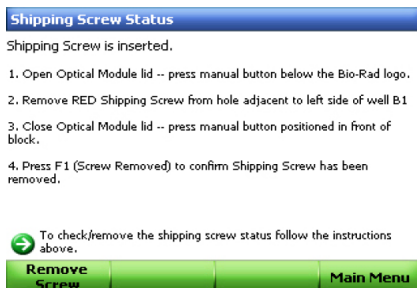 Shipping Screw Status
Shipping Screw is inserted.
1. Open Optical Module lid -- press manual button below the Bio-Rad logo.
2. Remove RED Shipping Screw from hole adjacent to left side of well B1
3. Close Optical Module lid -- press manual button positioned in front of
block.
4. Press F1 (Screw Removed) to confirm Shipping Screw has been
removed.
To check/remove the shipping screw status follow the instructions
above.
Remove
Screw
Main Menu